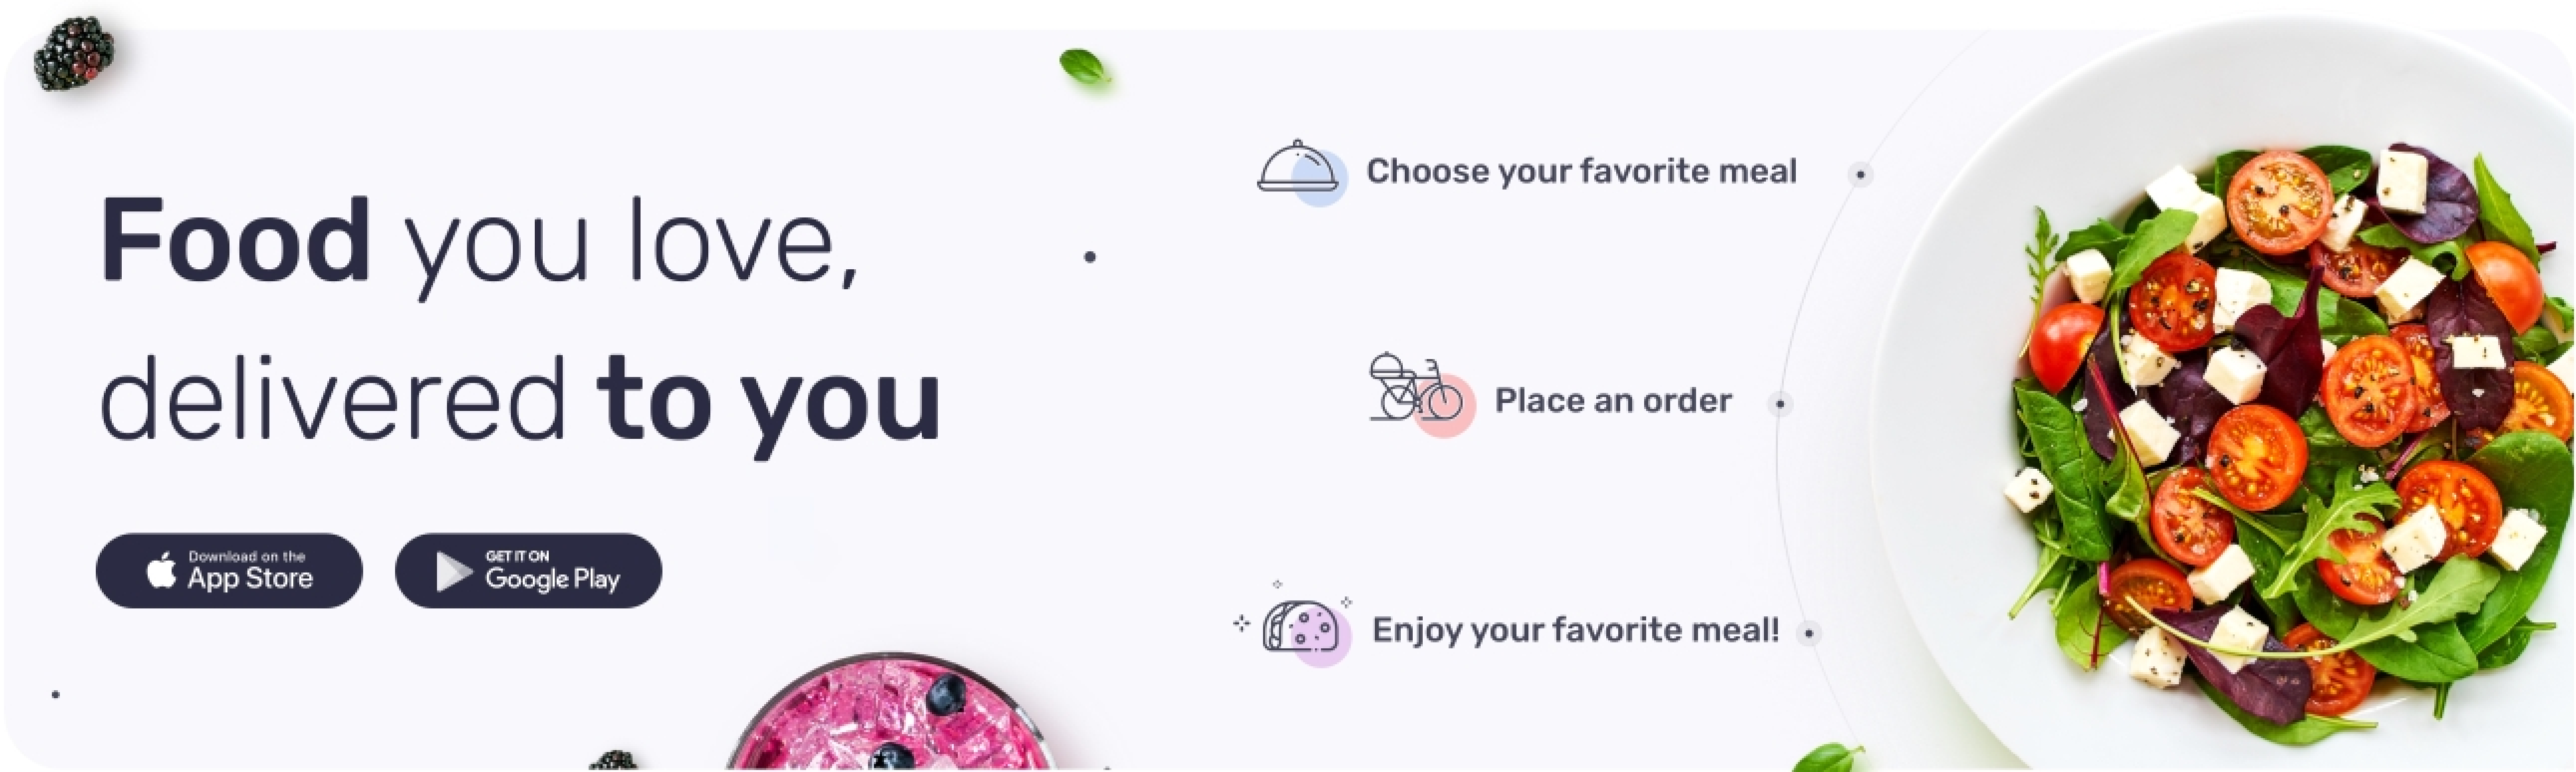 Food you love,
delivered to you
Download on the
App Store
GET IT ON
Google Play
Choose your favorite meal
Place an order
Enjoy your favorite meal!